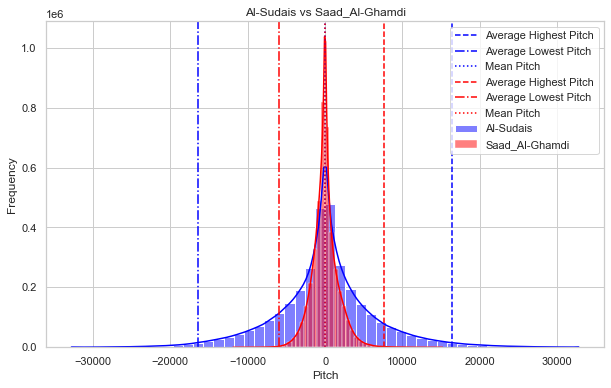 Al-Sudais vs Saad_Al-Ghamdi
1e6
Average Highest Pitch
Average Lowest Pitch
Mean Pitch
Average Highest Pitch
Average Lowest Pitch
Mean Pitch
Al-Sudais
Saad_Al-Ghamdi
1.0
0.8
0.6
0.4
0.2
0.0
Frequency
−30000 −20000 −10000 0 10000 20000 30000
Pitch